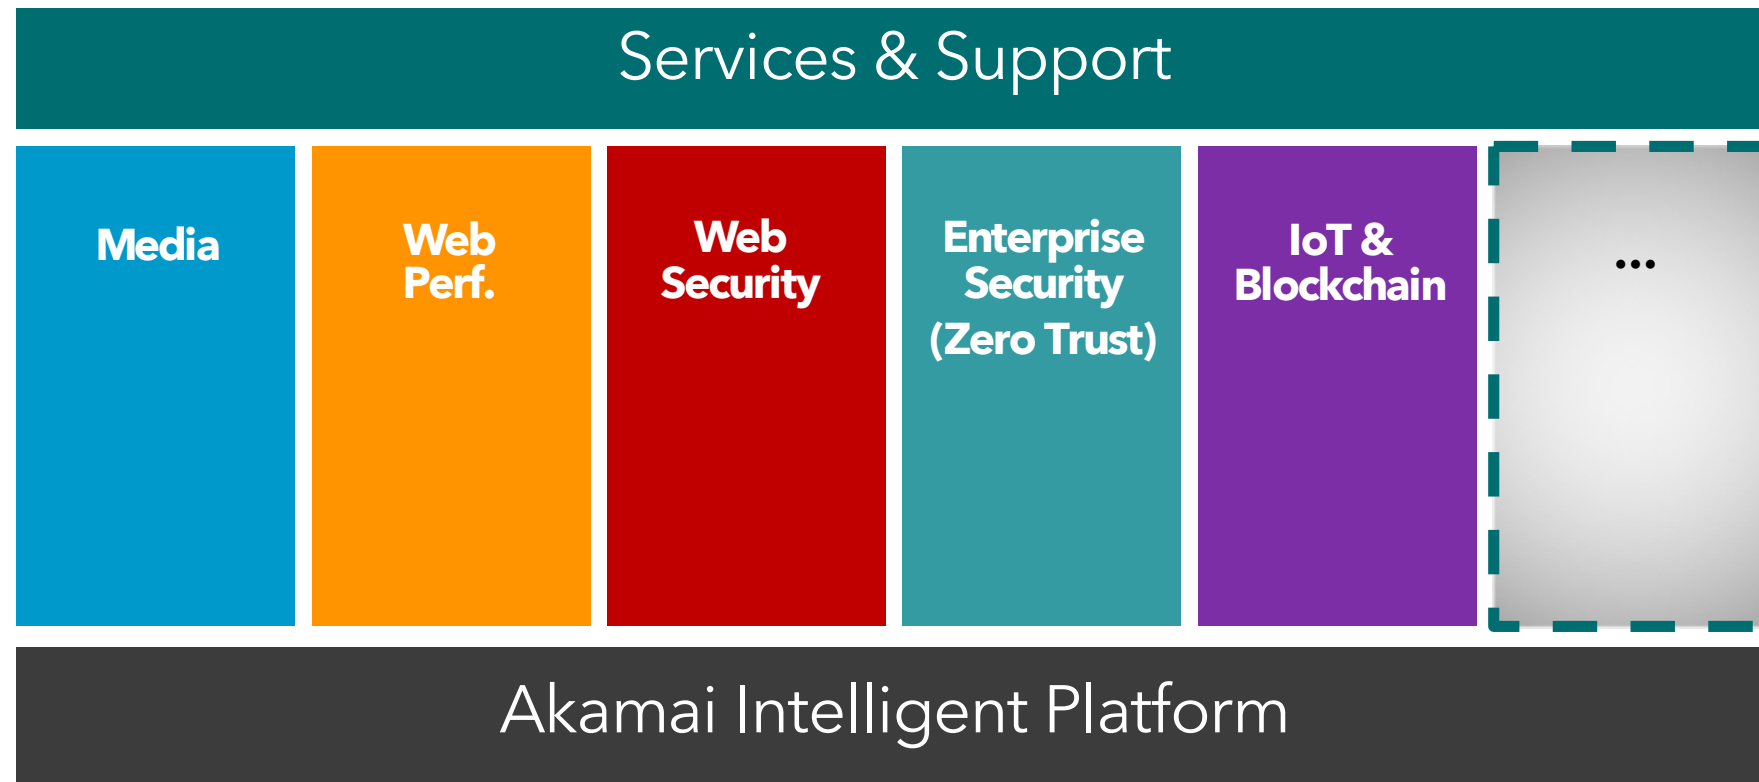 Services & Support
Media
Web
Perf.
Web
Security
Enterprise
Security
(Zero Trust)
IoT &
Blockchain
...
Akamai Intelligent Platform